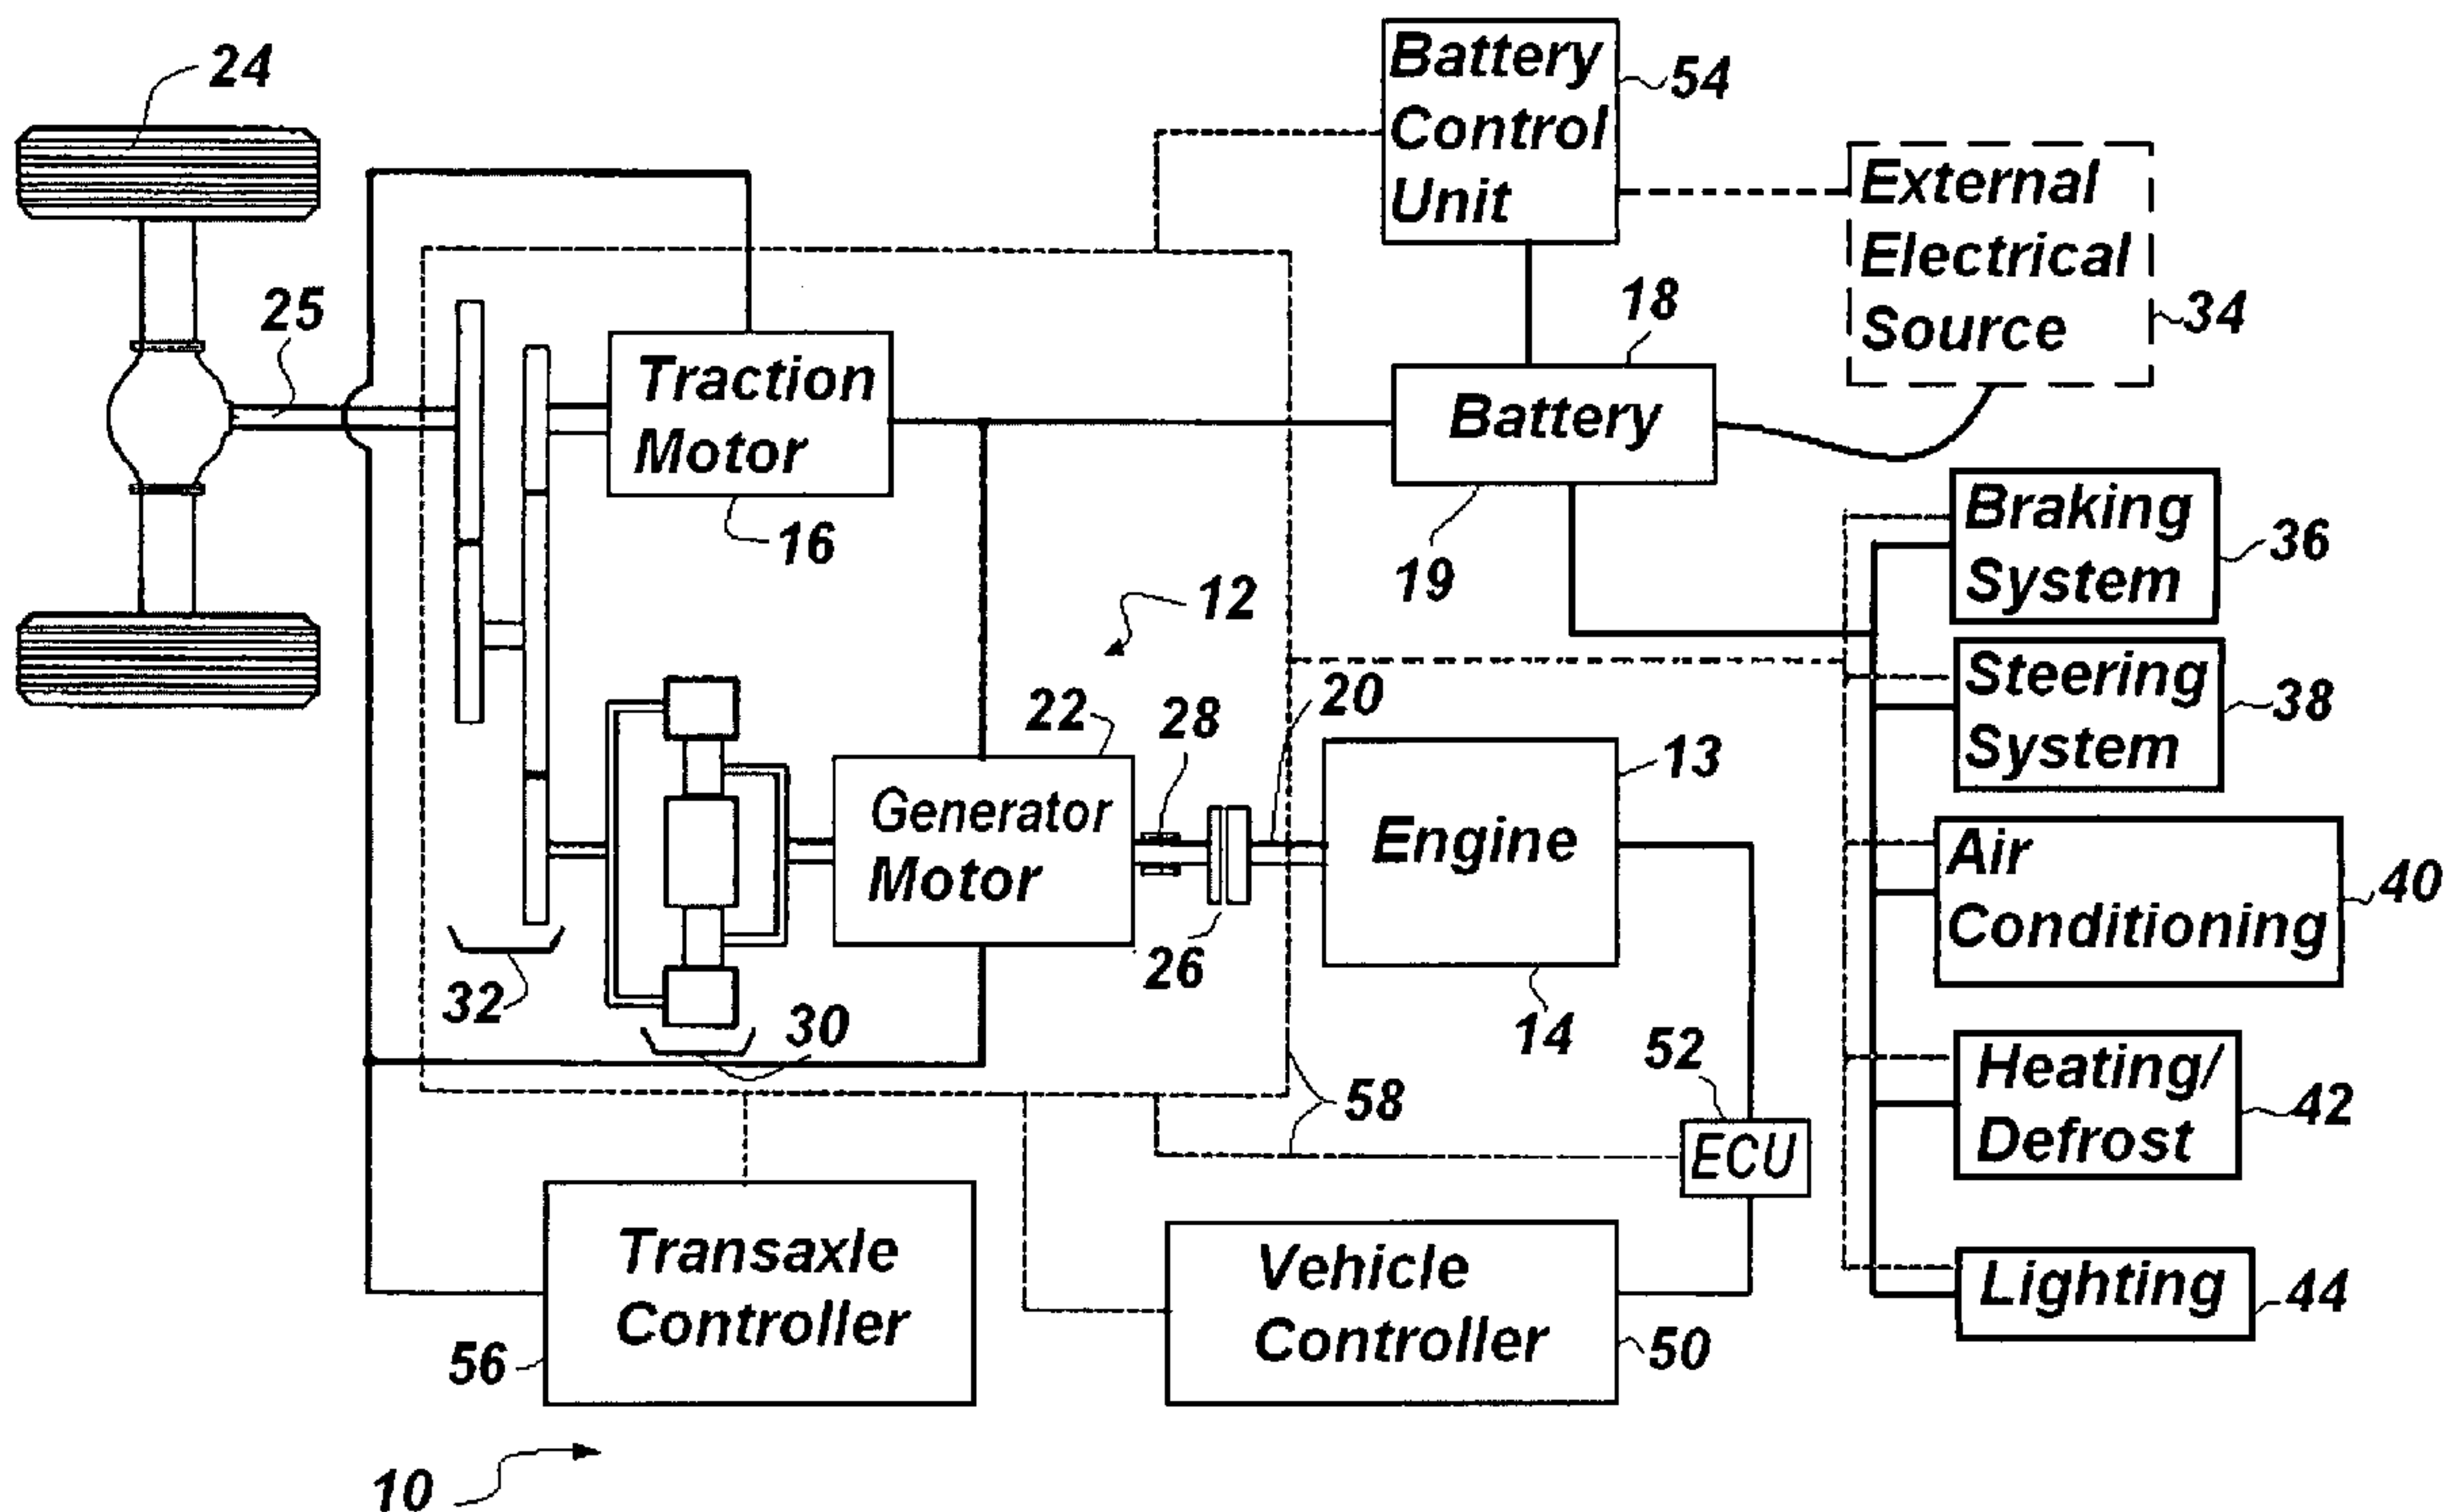 24
Battery
Control
Unit
54
External
Electrical
Source
34
25
18
Traction
Motor
16
Battery
19
Braking
System
36
12
Steering
System
38
22
28
20
13
Generator
Motor
Engine
Air
Conditioning
40
26
14
32
30
52
58
Heating/
Defrost
42
ECU
Transaxle
Controller
56
Vehicle
Controller
50
Lighting
44
10